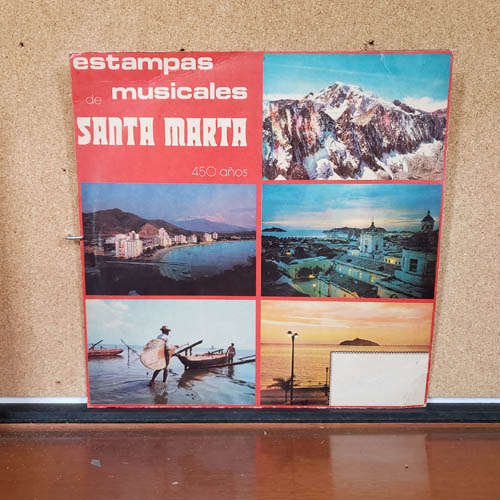 estampas
de musicales
SANTA MARTA
450 años